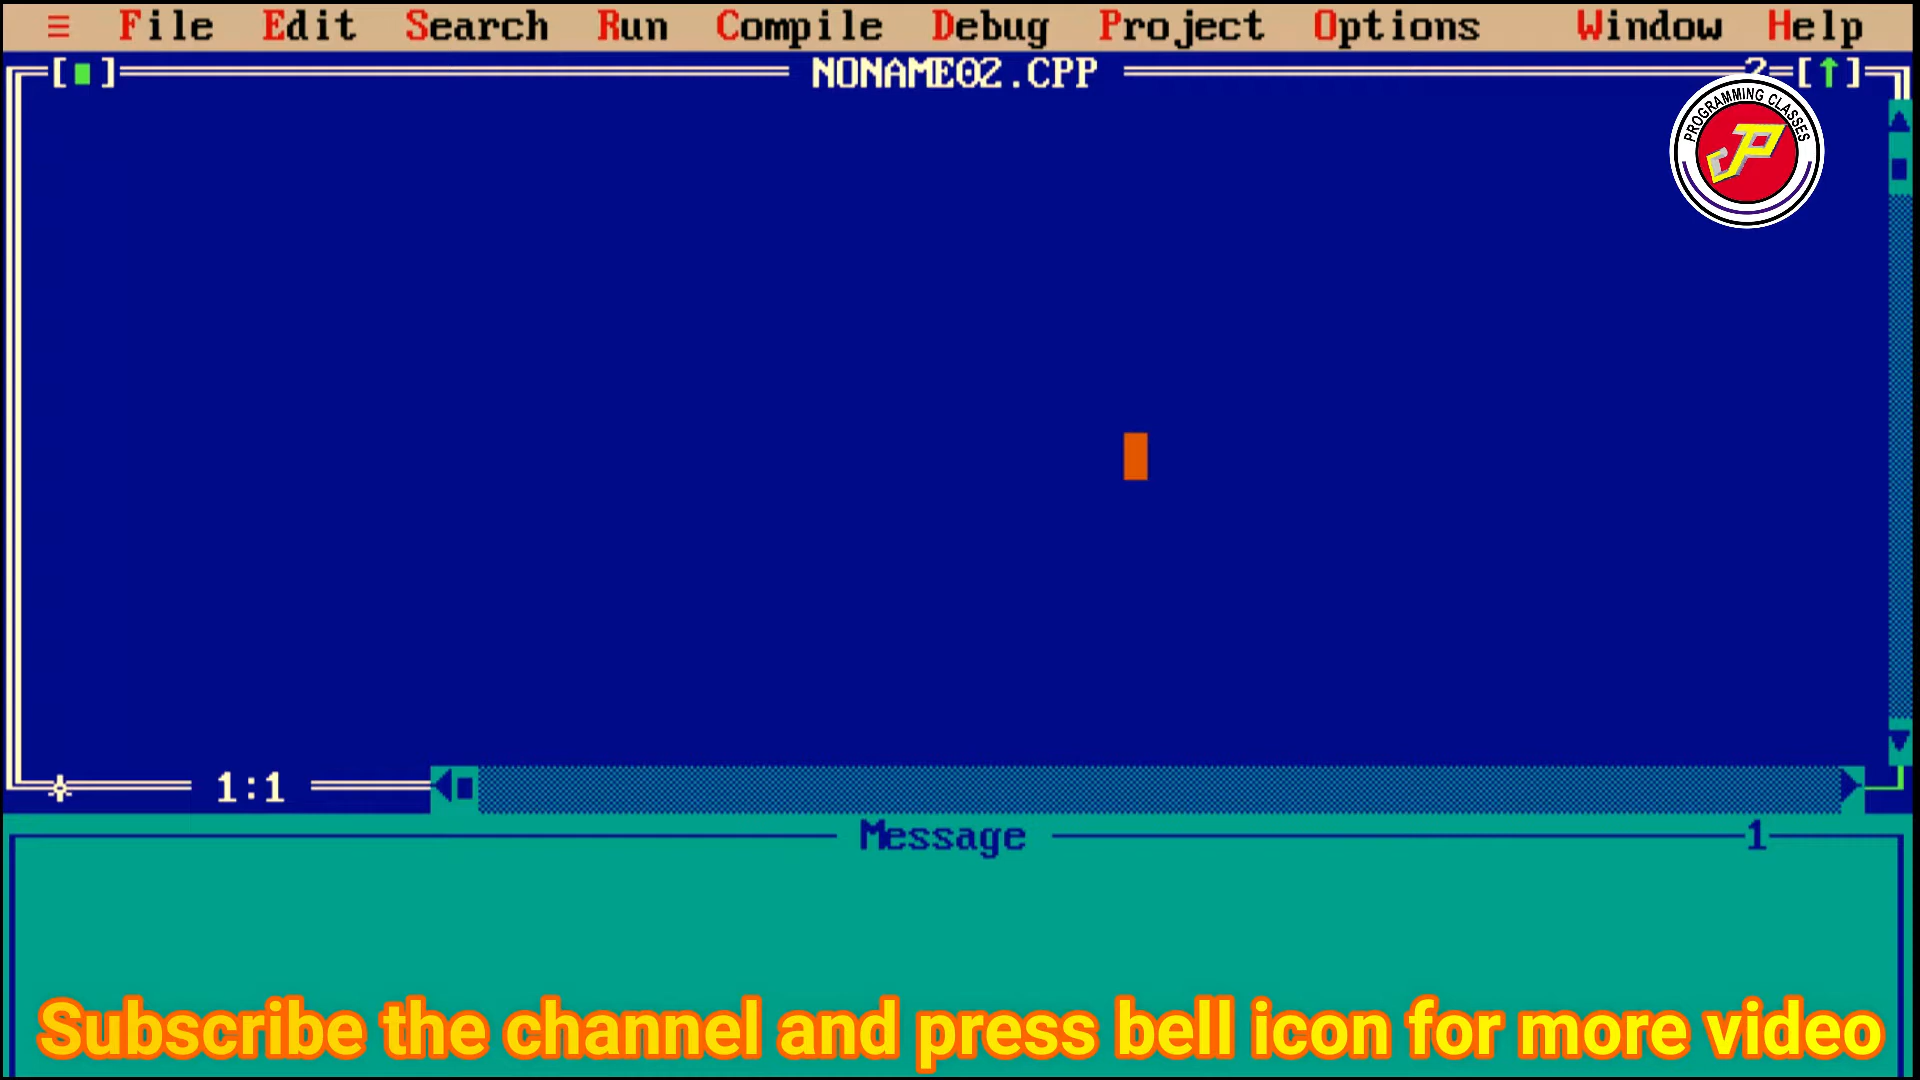 ≡ File Edit Search Run Compile Debug Project Options Window Help
[■] NONAME02.CPP 2=[↑]
PROGRAMMING CLASSES
JP
1:1
Message 1
Subscribe the channel and press bell icon for more video